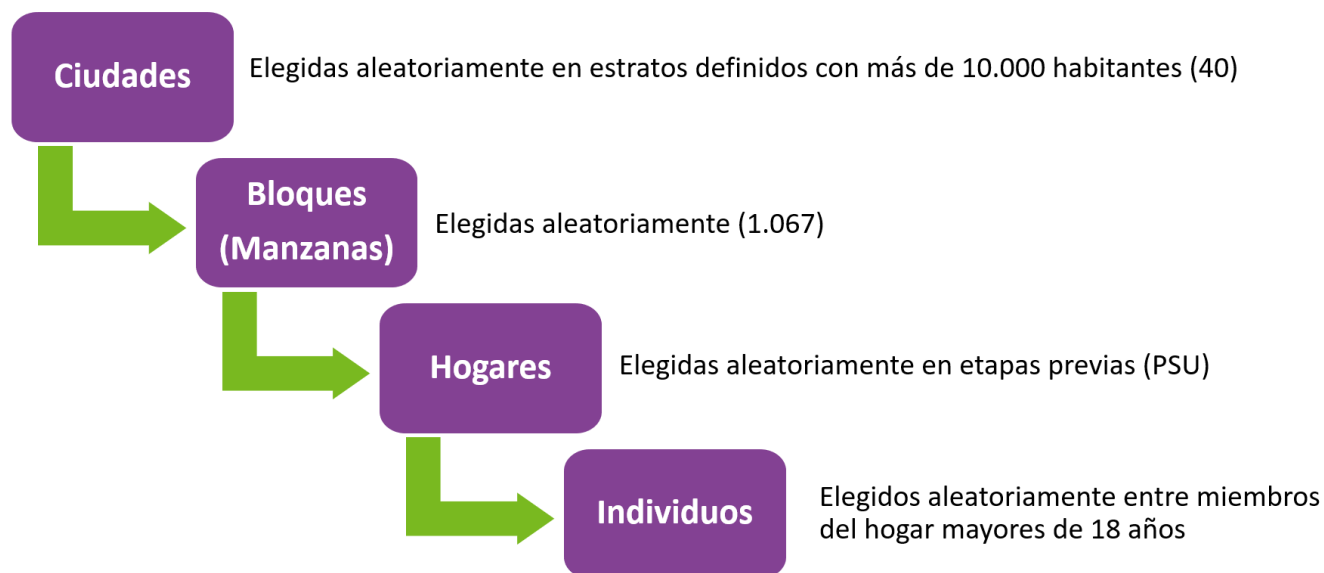 Ciudades
Elegidas aleatoriamente en estratos definidos con más de 10.000 habitantes (40)
Bloques
(Manzanas)
Elegidas aleatoriamente (1.067)
Hogares
Elegidas aleatoriamente en etapas previas (PSU)
Individuos
Elegidos aleatoriamente entre miembros
del hogar mayores de 18 años